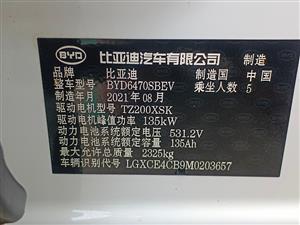 BYD 比亚迪汽车有限公司 制造
品牌 比亚迪 制造国 中国
整车型号 BYD6470SBEV 乘坐人数 5
制造年月 2021年08月
驱动电机型号 TZ200XSK
驱动电机峰值功率 135kW
动力电池系统额定电压 531.2V
动力电池系统额定容量 135Ah
最大允许总质量 2325kg
车辆识别代号 LGXCE4CB9M0203657